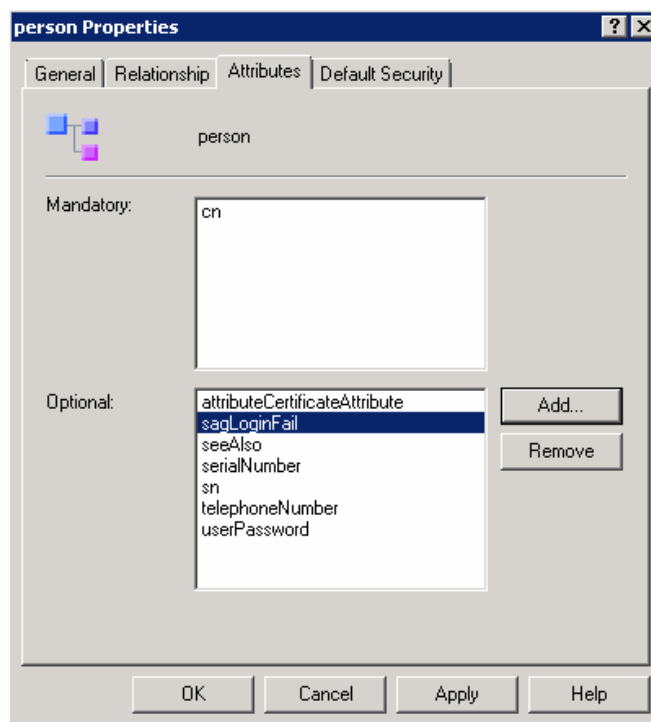 person Properties
?
General Relationship Attributes Default Security
person
Mandatory:
cn
Optional:
attributeCertificateAttribute
sagLoginFail
seeAlso
serialNumber
sn
telephoneNumber
userPassword
Add...
Remove
OK Cancel Apply Help